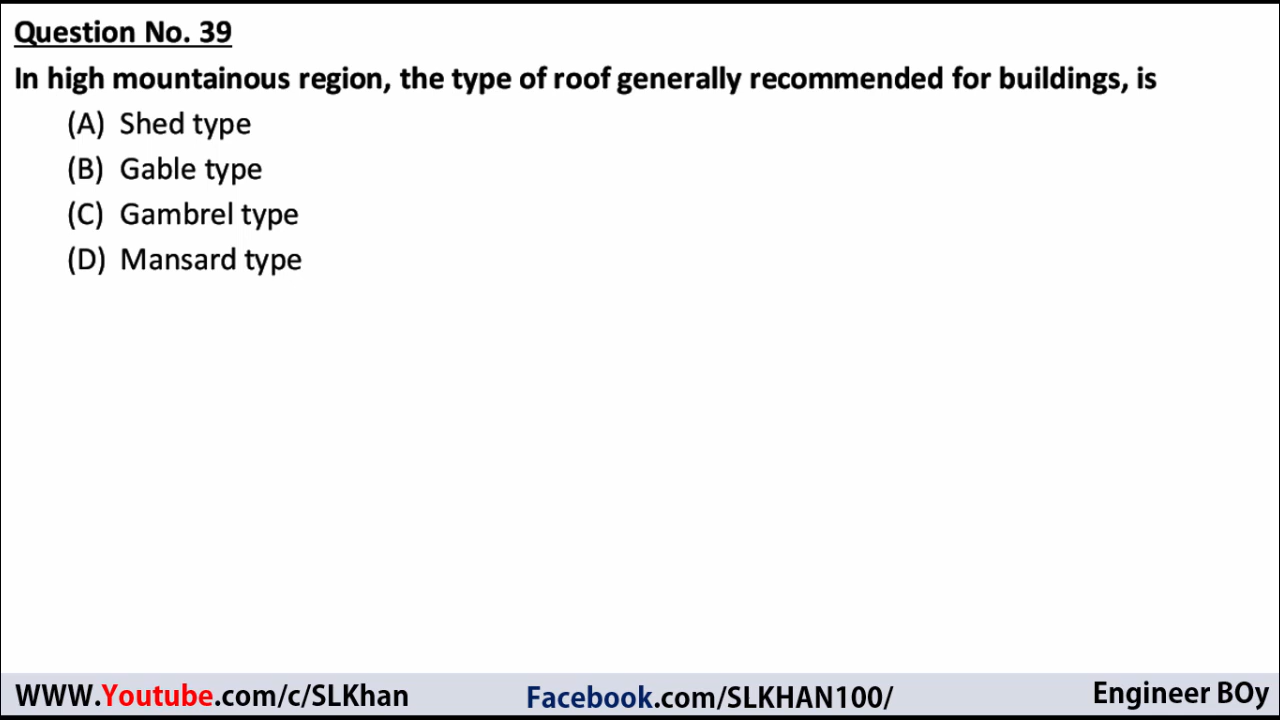 Question No. 39
In high mountainous region, the type of roof generally recommended for buildings, is
(A) Shed type
(B) Gable type
(C) Gambrel type
(D) Mansard type
WWW.Youtube.com/c/SLKhan Facebook.com/SLKHAN100/ Engineer BOy